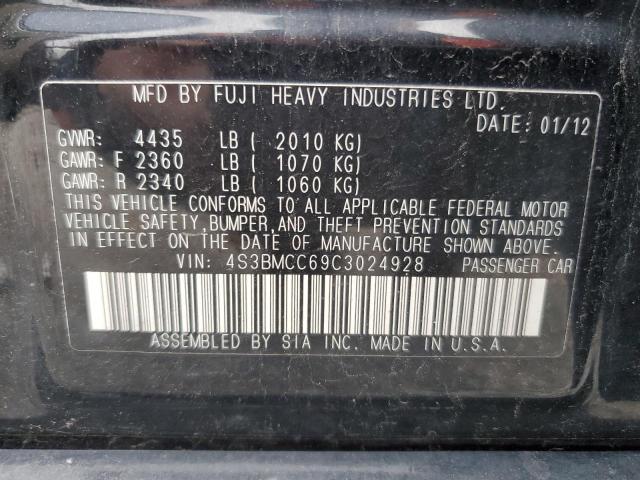 MFD BY FUJI HEAVY INDUSTRIES LTD.
DATE: 01/12
GVWR: 4435 LB ( 2010 KG)
GAWR: F 2360 LB ( 1070 KG)
GAWR: R 2340 LB ( 1060 KG)
THIS VEHICLE CONFORMS TO ALL APPLICABLE FEDERAL MOTOR
VEHICLE SAFETY, BUMPER, AND THEFT PREVENTION STANDARDS
IN EFFECT ON THE DATE OF MANUFACTURE SHOWN ABOVE.
VIN: 4S3BMCC69C3024928 PASSENGER CAR
ASSEMBLED BY SIA INC. MADE IN U.S.A.